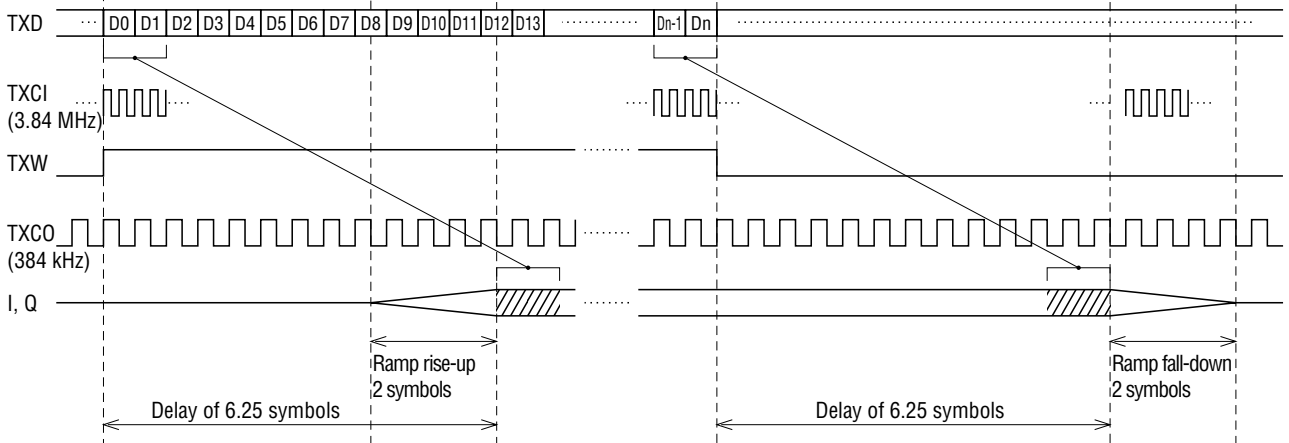 TXD D0 D1 D2 D3 D4 D5 D6 D7 D8 D9 D10 D11 D12 D13 Dn-1 Dn
TXCI
(3.84 MHz)
TXW
TXCO
(384 kHz)
I, Q
Ramp rise-up
2 symbols
Ramp fall-down
2 symbols
Delay of 6.25 symbols
Delay of 6.25 symbols